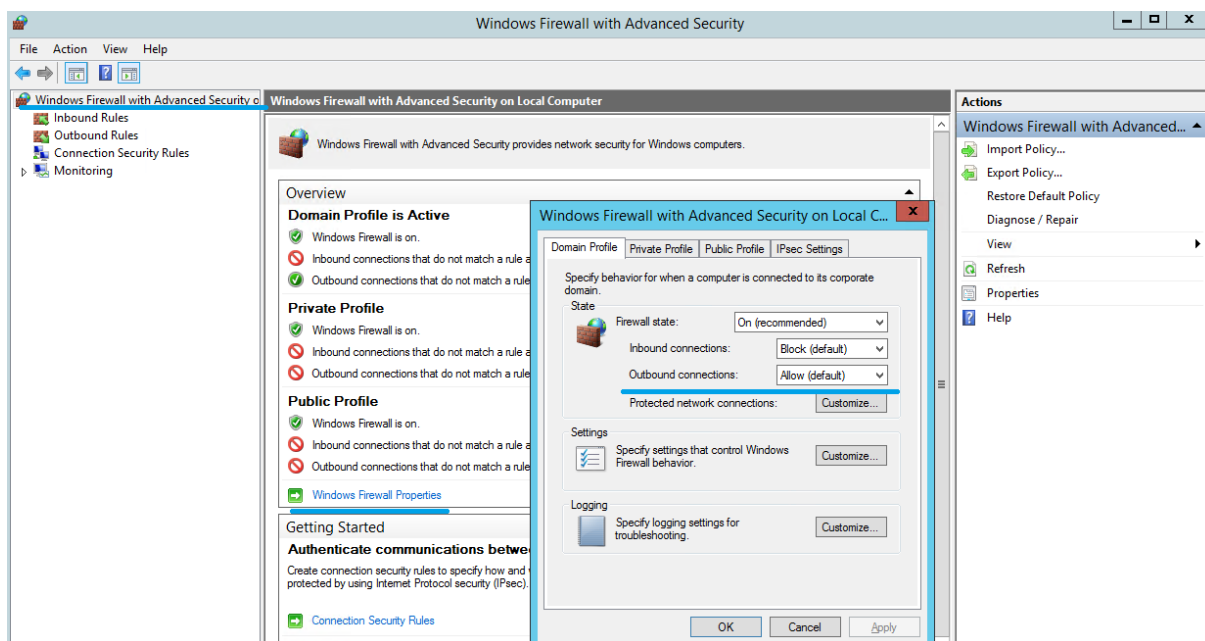 Windows Firewall with Advanced Security
File Action View Help
Windows Firewall with Advanced Security o
Inbound Rules
Outbound Rules
Connection Security Rules
Monitoring
Windows Firewall with Advanced Security on Local Computer
Windows Firewall with Advanced Security provides network security for Windows computers.
Overview
Domain Profile is Active
Windows Firewall is on.
Inbound connections that do not match a rule a
Outbound connections that do not match a rule
Private Profile
Windows Firewall is on.
Inbound connections that do not match a rule a
Outbound connections that do not match a rule
Public Profile
Windows Firewall is on.
Inbound connections that do not match a rule a
Outbound connections that do not match a rule
Windows Firewall Properties
Getting Started
Authenticate communications betwe
Create connection security rules to specify how and
protected by using Internet Protocol security (IPsec).
Connection Security Rules
Windows Firewall with Advanced Security on Local C...
Domain Profile Private Profile Public Profile IPsec Settings
Specify behavior for when a computer is connected to its corporate
domain.
State
Firewall state: On (recommended)
Inbound connections: Block (default)
Outbound connections: Allow (default)
Protected network connections: Customize...
Settings
Specify settings that control Windows
Firewall behavior.
Customize...
Logging
Specify logging settings for
troubleshooting.
Customize...
OK Cancel Apply
Actions
Windows Firewall with Advanced...
Import Policy...
Export Policy...
Restore Default Policy
Diagnose / Repair
View
Refresh
Properties
Help